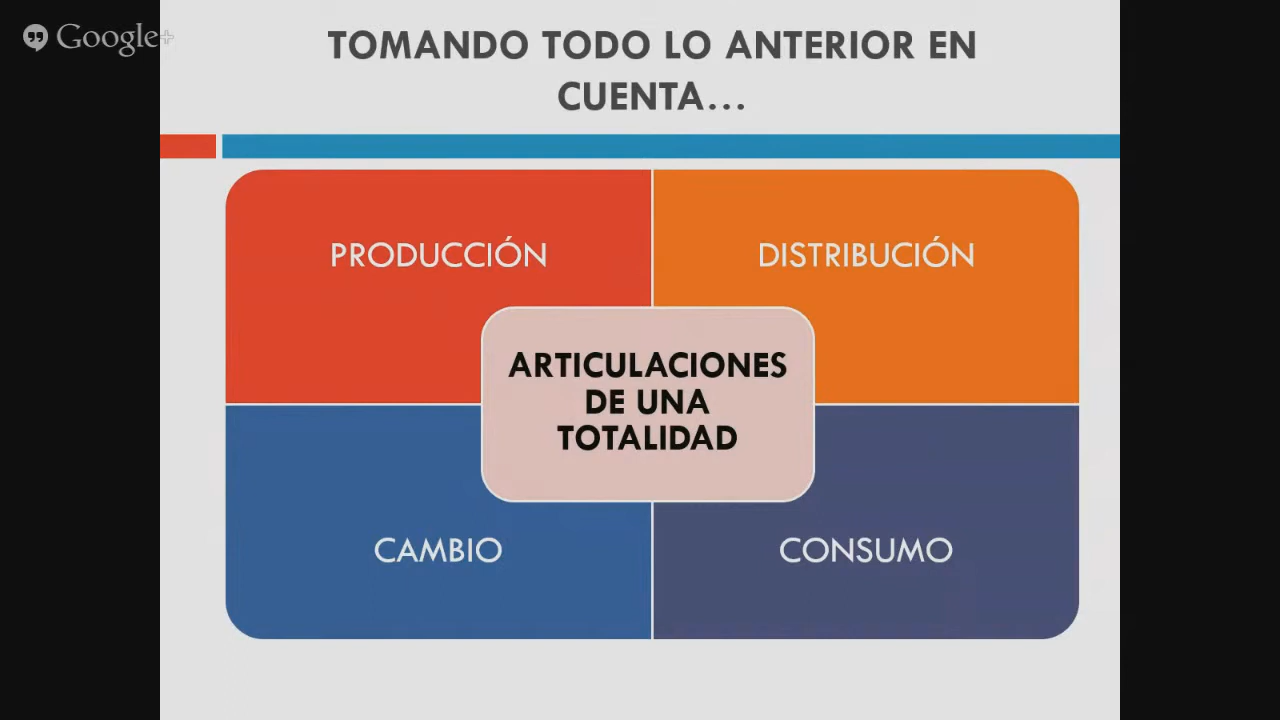 Google+
TOMANDO TODO LO ANTERIOR EN
CUENTA…
PRODUCCIÓN
DISTRIBUCIÓN
ARTICULACIONES
DE UNA
TOTALIDAD
CAMBIO
CONSUMO